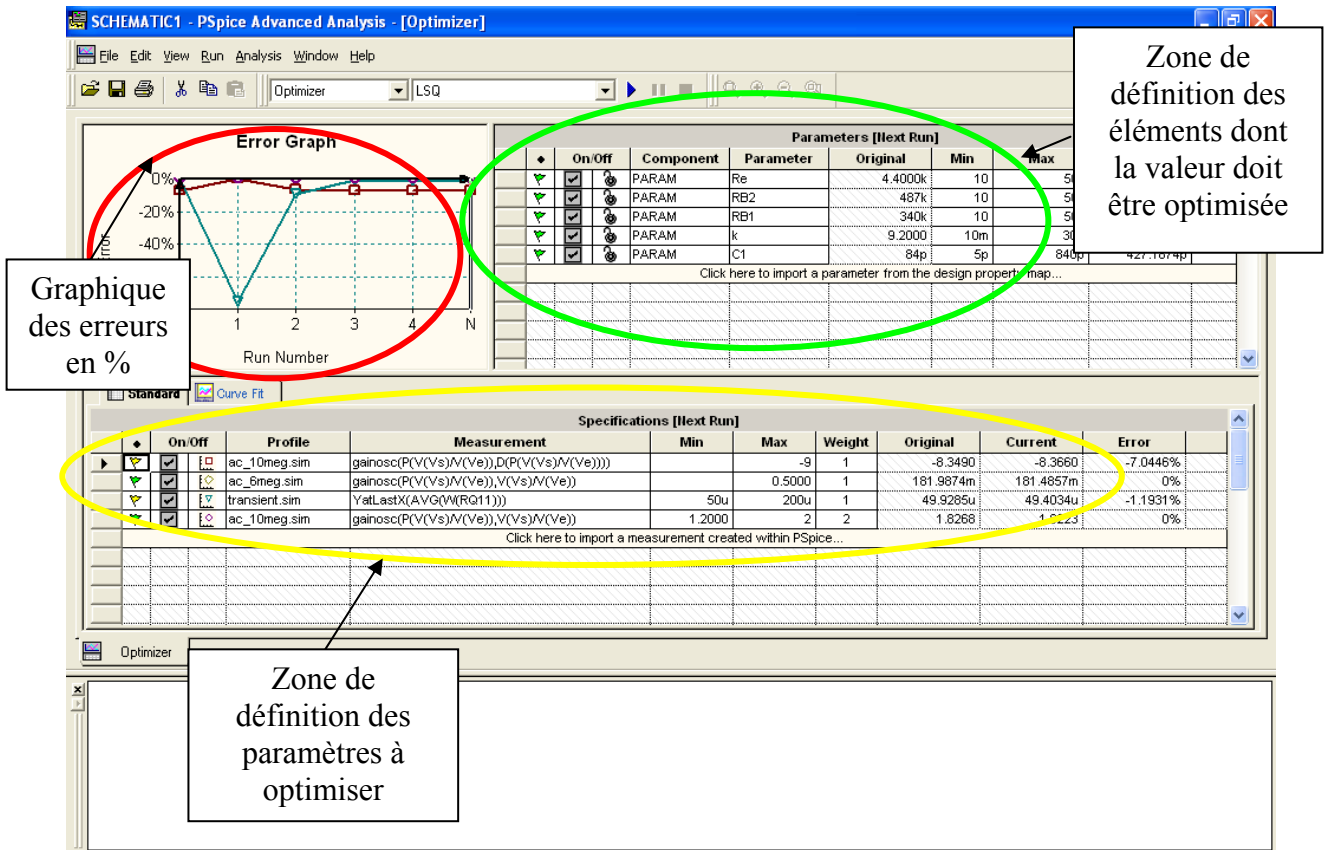 SCHEMATIC1 - PSpice Advanced Analysis - [Optimizer]
File Edit View Run Analysis Window Help
Optimizer LSQ
Zone de
définition des
éléments dont
la valeur doit
être optimisée
Error Graph
0%
-20%
-40%
1 2 3 4 N
Run Number
Graphique
des erreurs
en %
Parameters [Next Run]
On/Off Component Parameter Original Min Max
PARAM Re 4.4000k 10
PARAM RB2 487k 10
PARAM RB1 340k 10
PARAM k 9.2000 10m
PARAM C1 84p 5p 840p
Click here to import a parameter from the design property map...
Standard Curve Fit
Specifications [Next Run]
On/Off Profile Measurement Min Max Weight Original Current Error
ac_10meg.sim gainosc(P(V(Vs)/V(Ve)),D(P(V(Vs)/V(Ve)))) -9 1 -8.3490 -8.3660 -7.0446%
ac_6meg.sim gainosc(P(V(Vs)/V(Ve)),V(Vs)/V(Ve)) 0.5000 1 181.9874m 181.4857m 0%
transient.sim YatLastX(AVG(W(RQ11))) 50u 200u 1 49.9285u 49.4034u -1.1931%
ac_10meg.sim gainosc(P(V(Vs)/V(Ve)),V(Vs)/V(Ve)) 1.2000 2 2 1.8268 1.8223 0%
Click here to import a measurement created within PSpice...
Optimizer
Zone de
définition des
paramètres à
optimiser